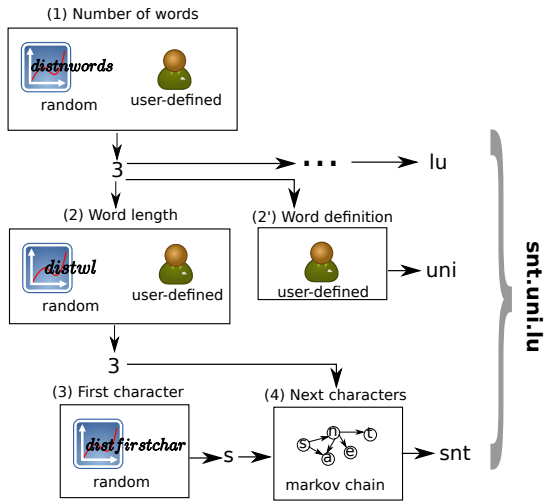 (1) Number of words
distnwords
random
user-defined
3
...
lu
(2) Word length
(2') Word definition
distwl
random
user-defined
user-defined
uni
snt.uni.lu
3
(3) First character
(4) Next characters
distfirstchar
random
s
s
n
t
a
e
markov chain
snt